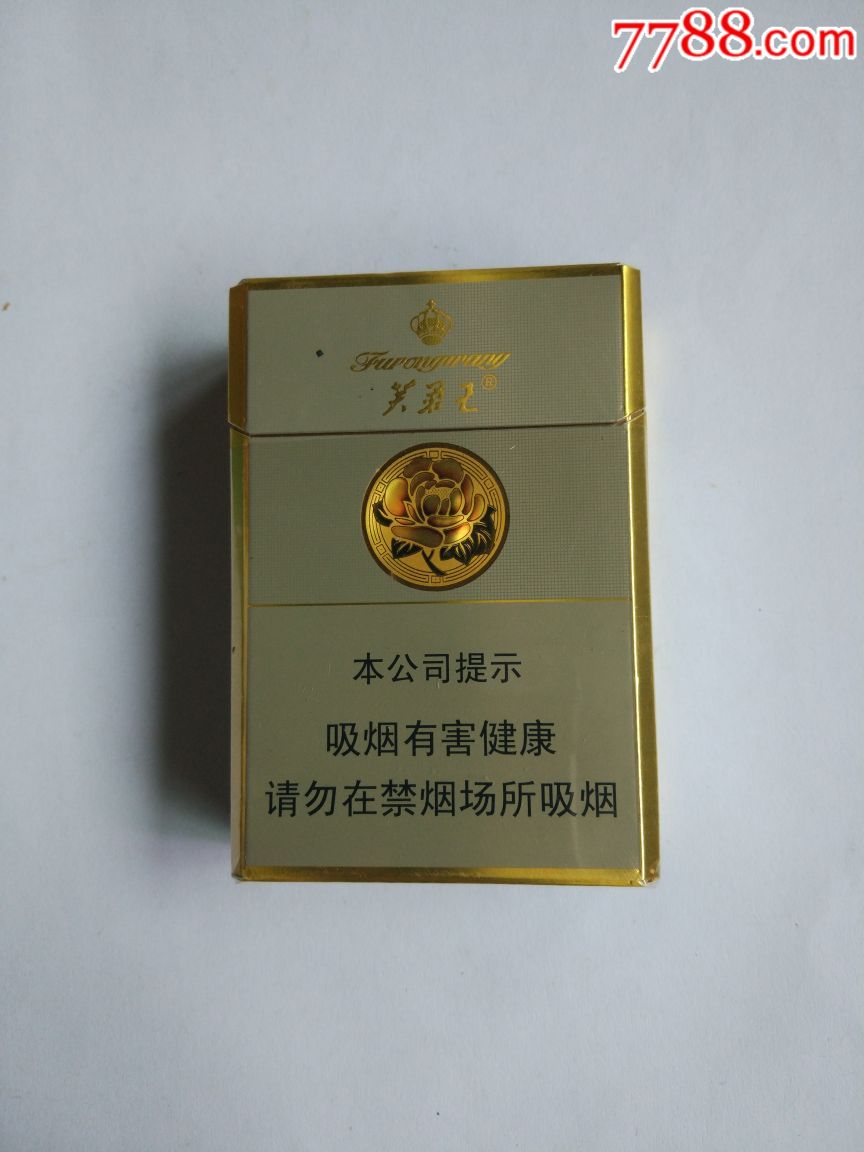 7788.com
Furongwang
芙蓉王®
本公司提示
吸烟有害健康
请勿在禁烟场所吸烟